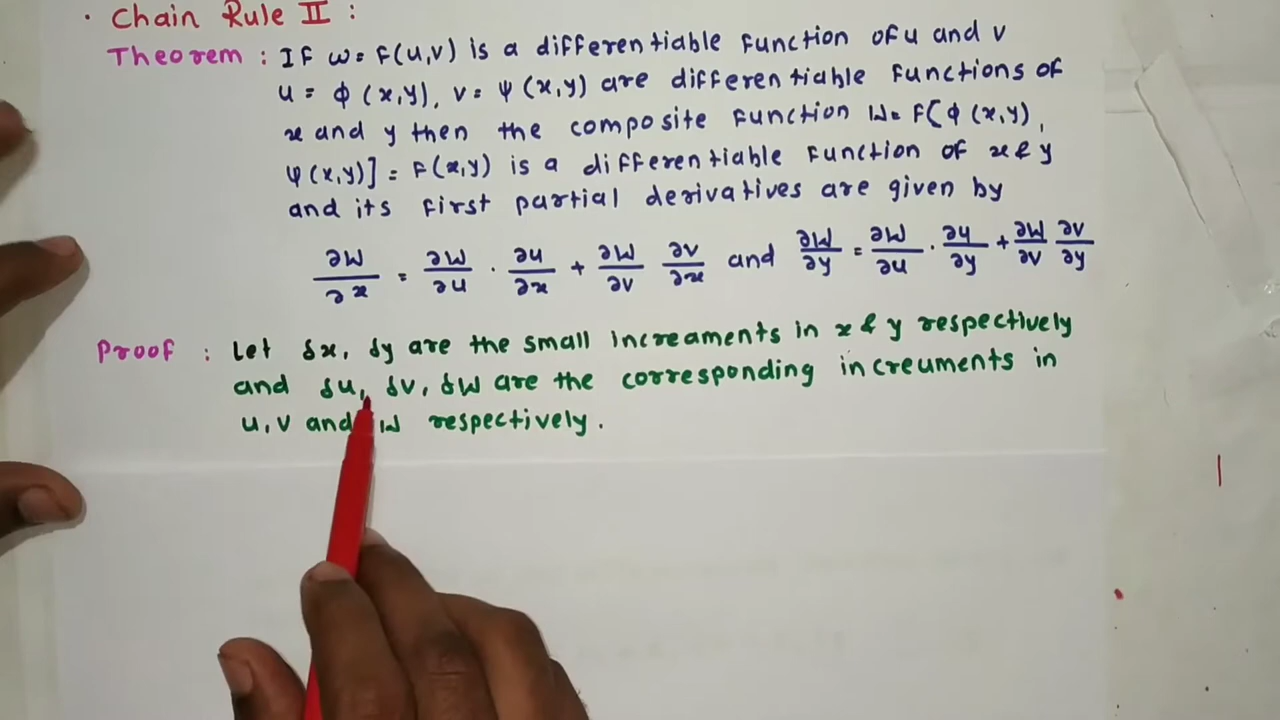 · Chain Rule II :
Theorem : If w = F(u,v) is a differentiable function of u and v
u = ϕ (x,y), v = ψ (x,y) are differentiable functions of
x and y then the composite function W = F[ϕ (x,y),
ψ(x,y)] = F(x,y) is a differentiable function of x & y
and its first partial derivatives are given by
∂W/∂x = ∂W/∂u · ∂u/∂x + ∂W/∂v ∂v/∂x and ∂W/∂y = ∂W/∂u · ∂u/∂y + ∂W/∂v ∂v/∂y
Proof : Let δx, δy are the small increaments in x & y respectively
and δu, δv, δW are the corresponding increuments in
u, v and W respectively.